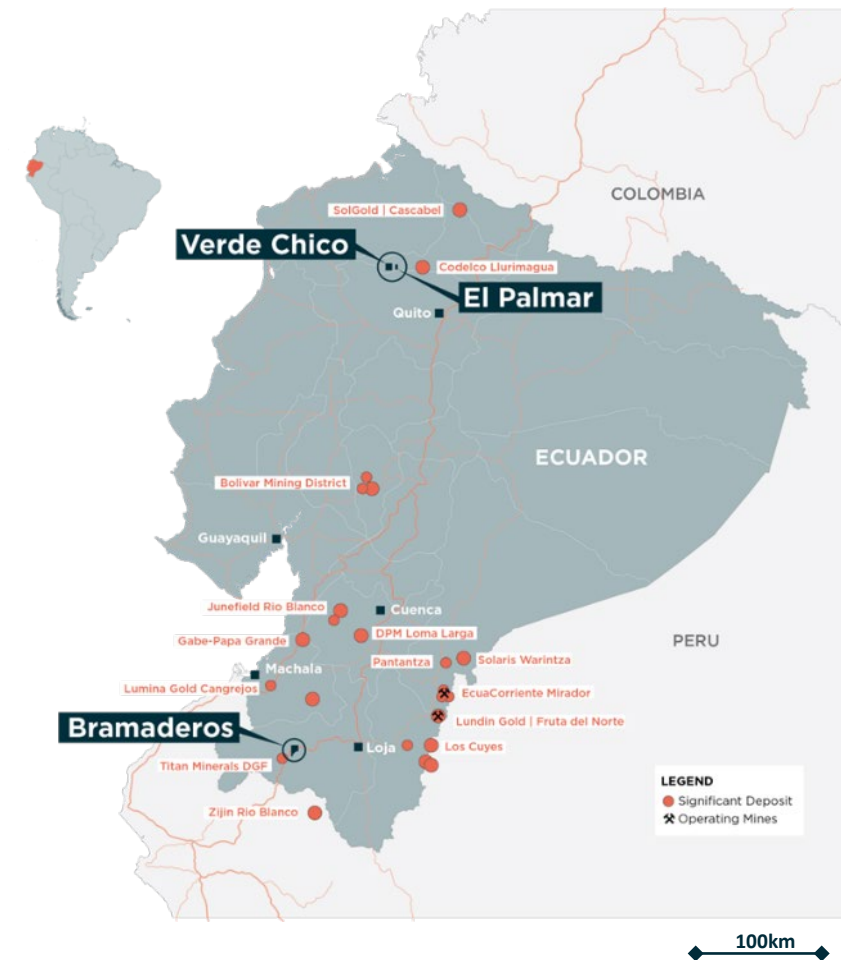 COLOMBIA
SolGold | Cascabel
Verde Chico
Codelco Llurimagua
El Palmar
Quito
ECUADOR
Bolivar Mining District
Guayaquil
Junefield Rio Blanco
Cuenca
Gabe-Papa Grande
DPM Loma Larga
PERU
Pantantza
Solaris Warintza
Machala
Lumina Gold Cangrejos
EcuaCorriente Mirador
Lundin Gold | Fruta del Norte
Bramaderos
Loja
Los Cuyes
Titan Minerals DGF
Zijin Rio Blanco
LEGEND
Significant Deposit
Operating Mines
100km